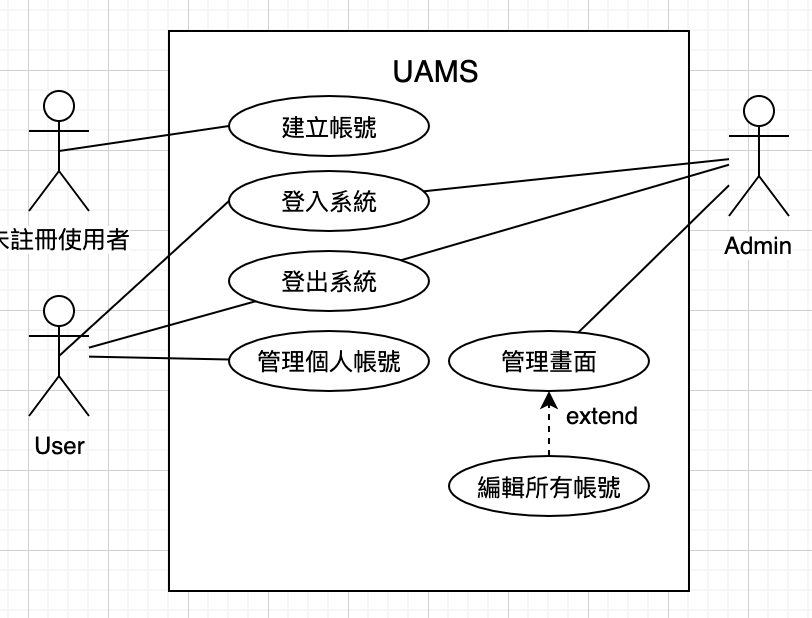 UAMS
建立帳號
登入系統
未註冊使用者
Admin
登出系統
管理個人帳號
管理畫面
User
extend
編輯所有帳號